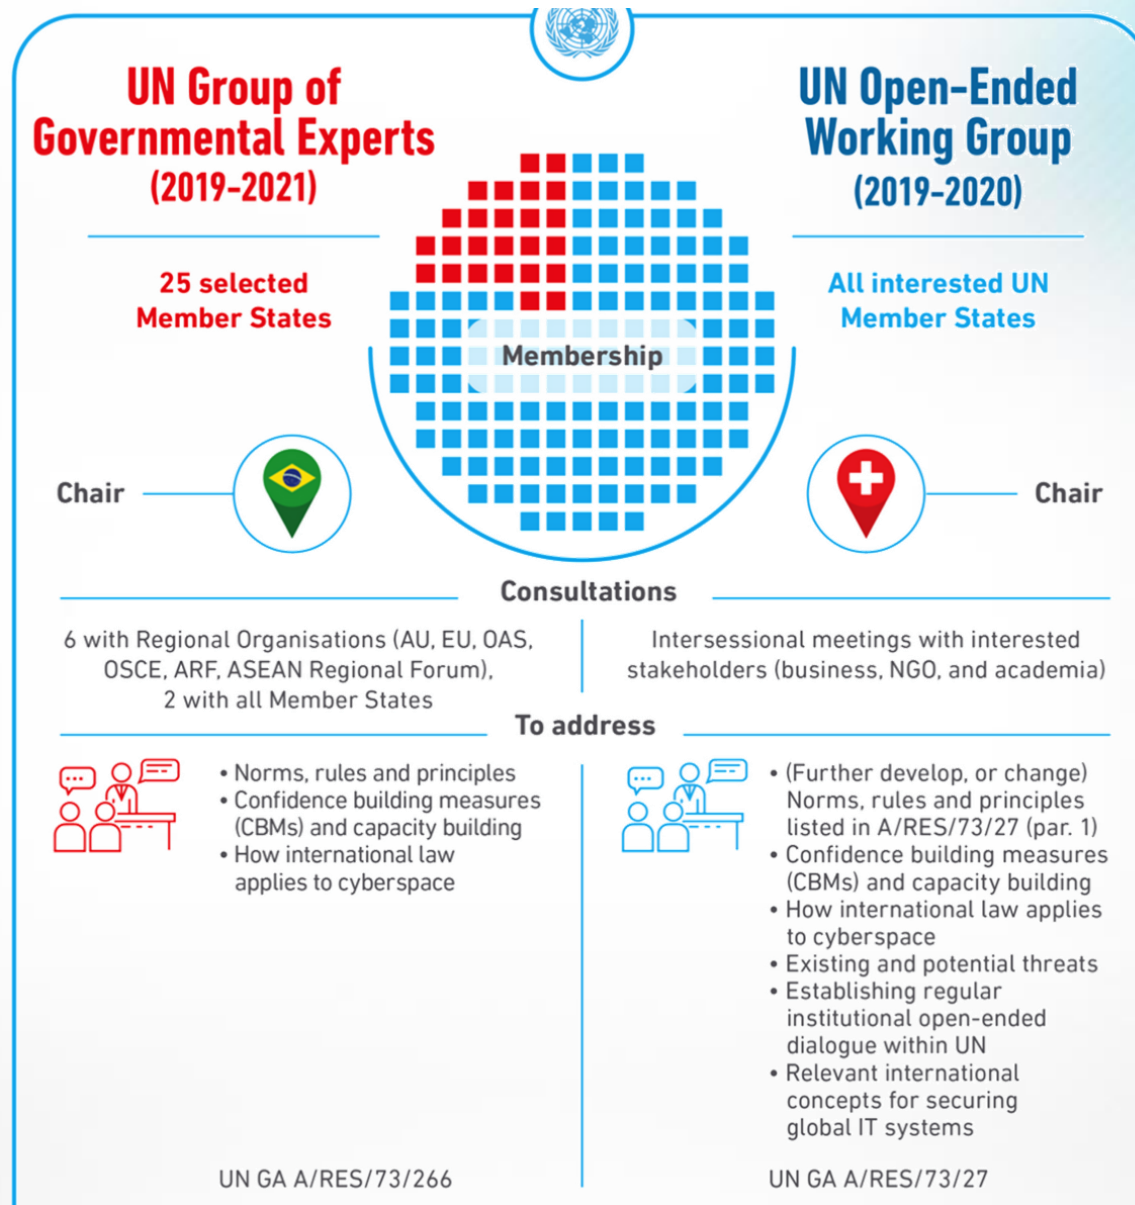 UN Group of
Governmental Experts
(2019-2021)
25 selected
Member States
UN Open-Ended
Working Group
(2019-2020)
All interested UN
Member States
Membership
Chair
Chair
Consultations
6 with Regional Organisations (AU, EU, OAS,
OSCE, ARF, ASEAN Regional Forum),
2 with all Member States
Intersessional meetings with interested
stakeholders (business, NGO, and academia)
To address
• Norms, rules and principles
• Confidence building measures
(CBMs) and capacity building
• How international law
applies to cyberspace
UN GA A/RES/73/266
• (Further develop, or change)
Norms, rules and principles
listed in A/RES/73/27 (par. 1)
• Confidence building measures
(CBMs) and capacity building
• How international law applies
to cyberspace
• Existing and potential threats
• Establishing regular
institutional open-ended
dialogue within UN
• Relevant international
concepts for securing
global IT systems
UN GA A/RES/73/27